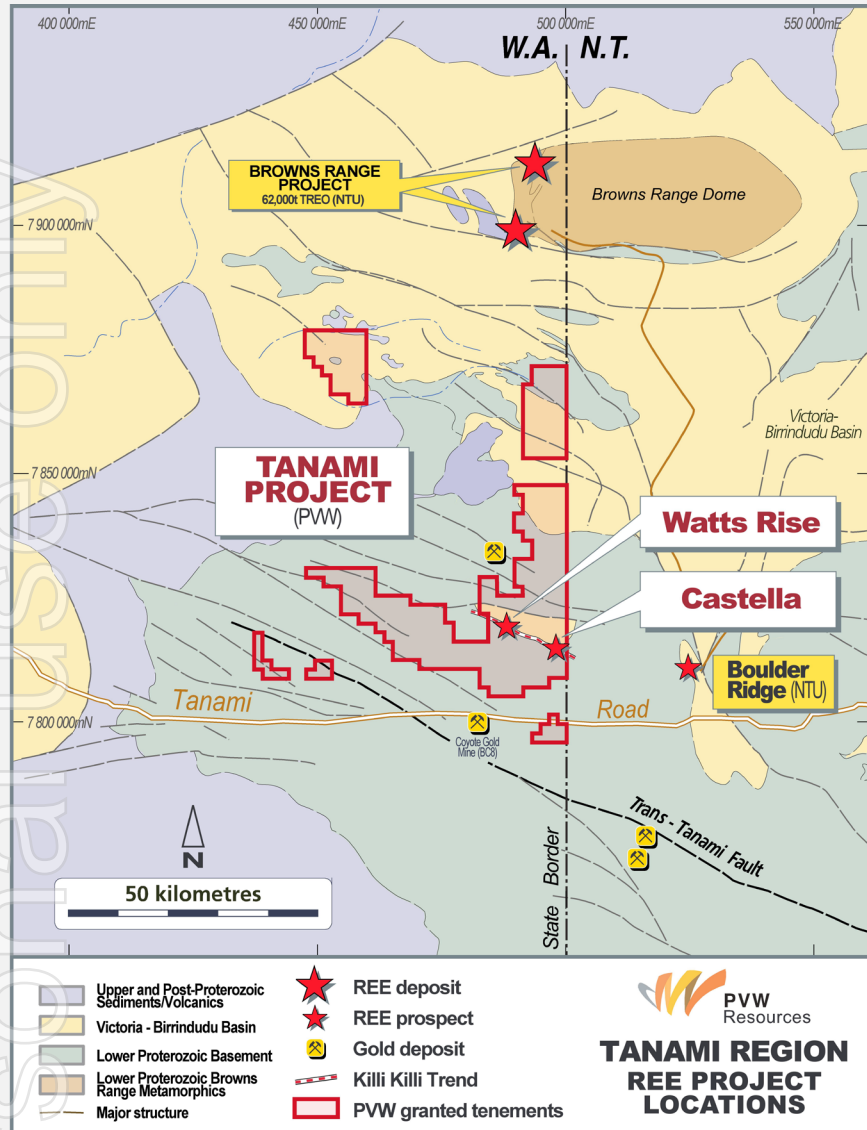 400 000mE
450 000mE
500 000mE
550 000mE
W.A.
N.T.
BROWNS RANGE
PROJECT
62,000t TREO (NTU)
Browns Range Dome
7 900 000mN
Victoria-
Birrindudu Basin
7 850 000mN
TANAMI
PROJECT
(PVW)
Watts Rise
Castella
Boulder
Ridge (NTU)
Tanami
Road
7 800 000mN
Coyote Gold
Mine (BC8)
Trans - Tanami Fault
N
50 kilometres
State Border
sonal use only
Upper and Post-Proterozoic
Sediments/Volcanics
Victoria - Birrindudu Basin
Lower Proterozoic Basement
Lower Proterozoic Browns
Range Metamorphics
Major structure
REE deposit
REE prospect
Gold deposit
Killi Killi Trend
PVW granted tenements
PVW
Resources
TANAMI REGION
REE PROJECT
LOCATIONS